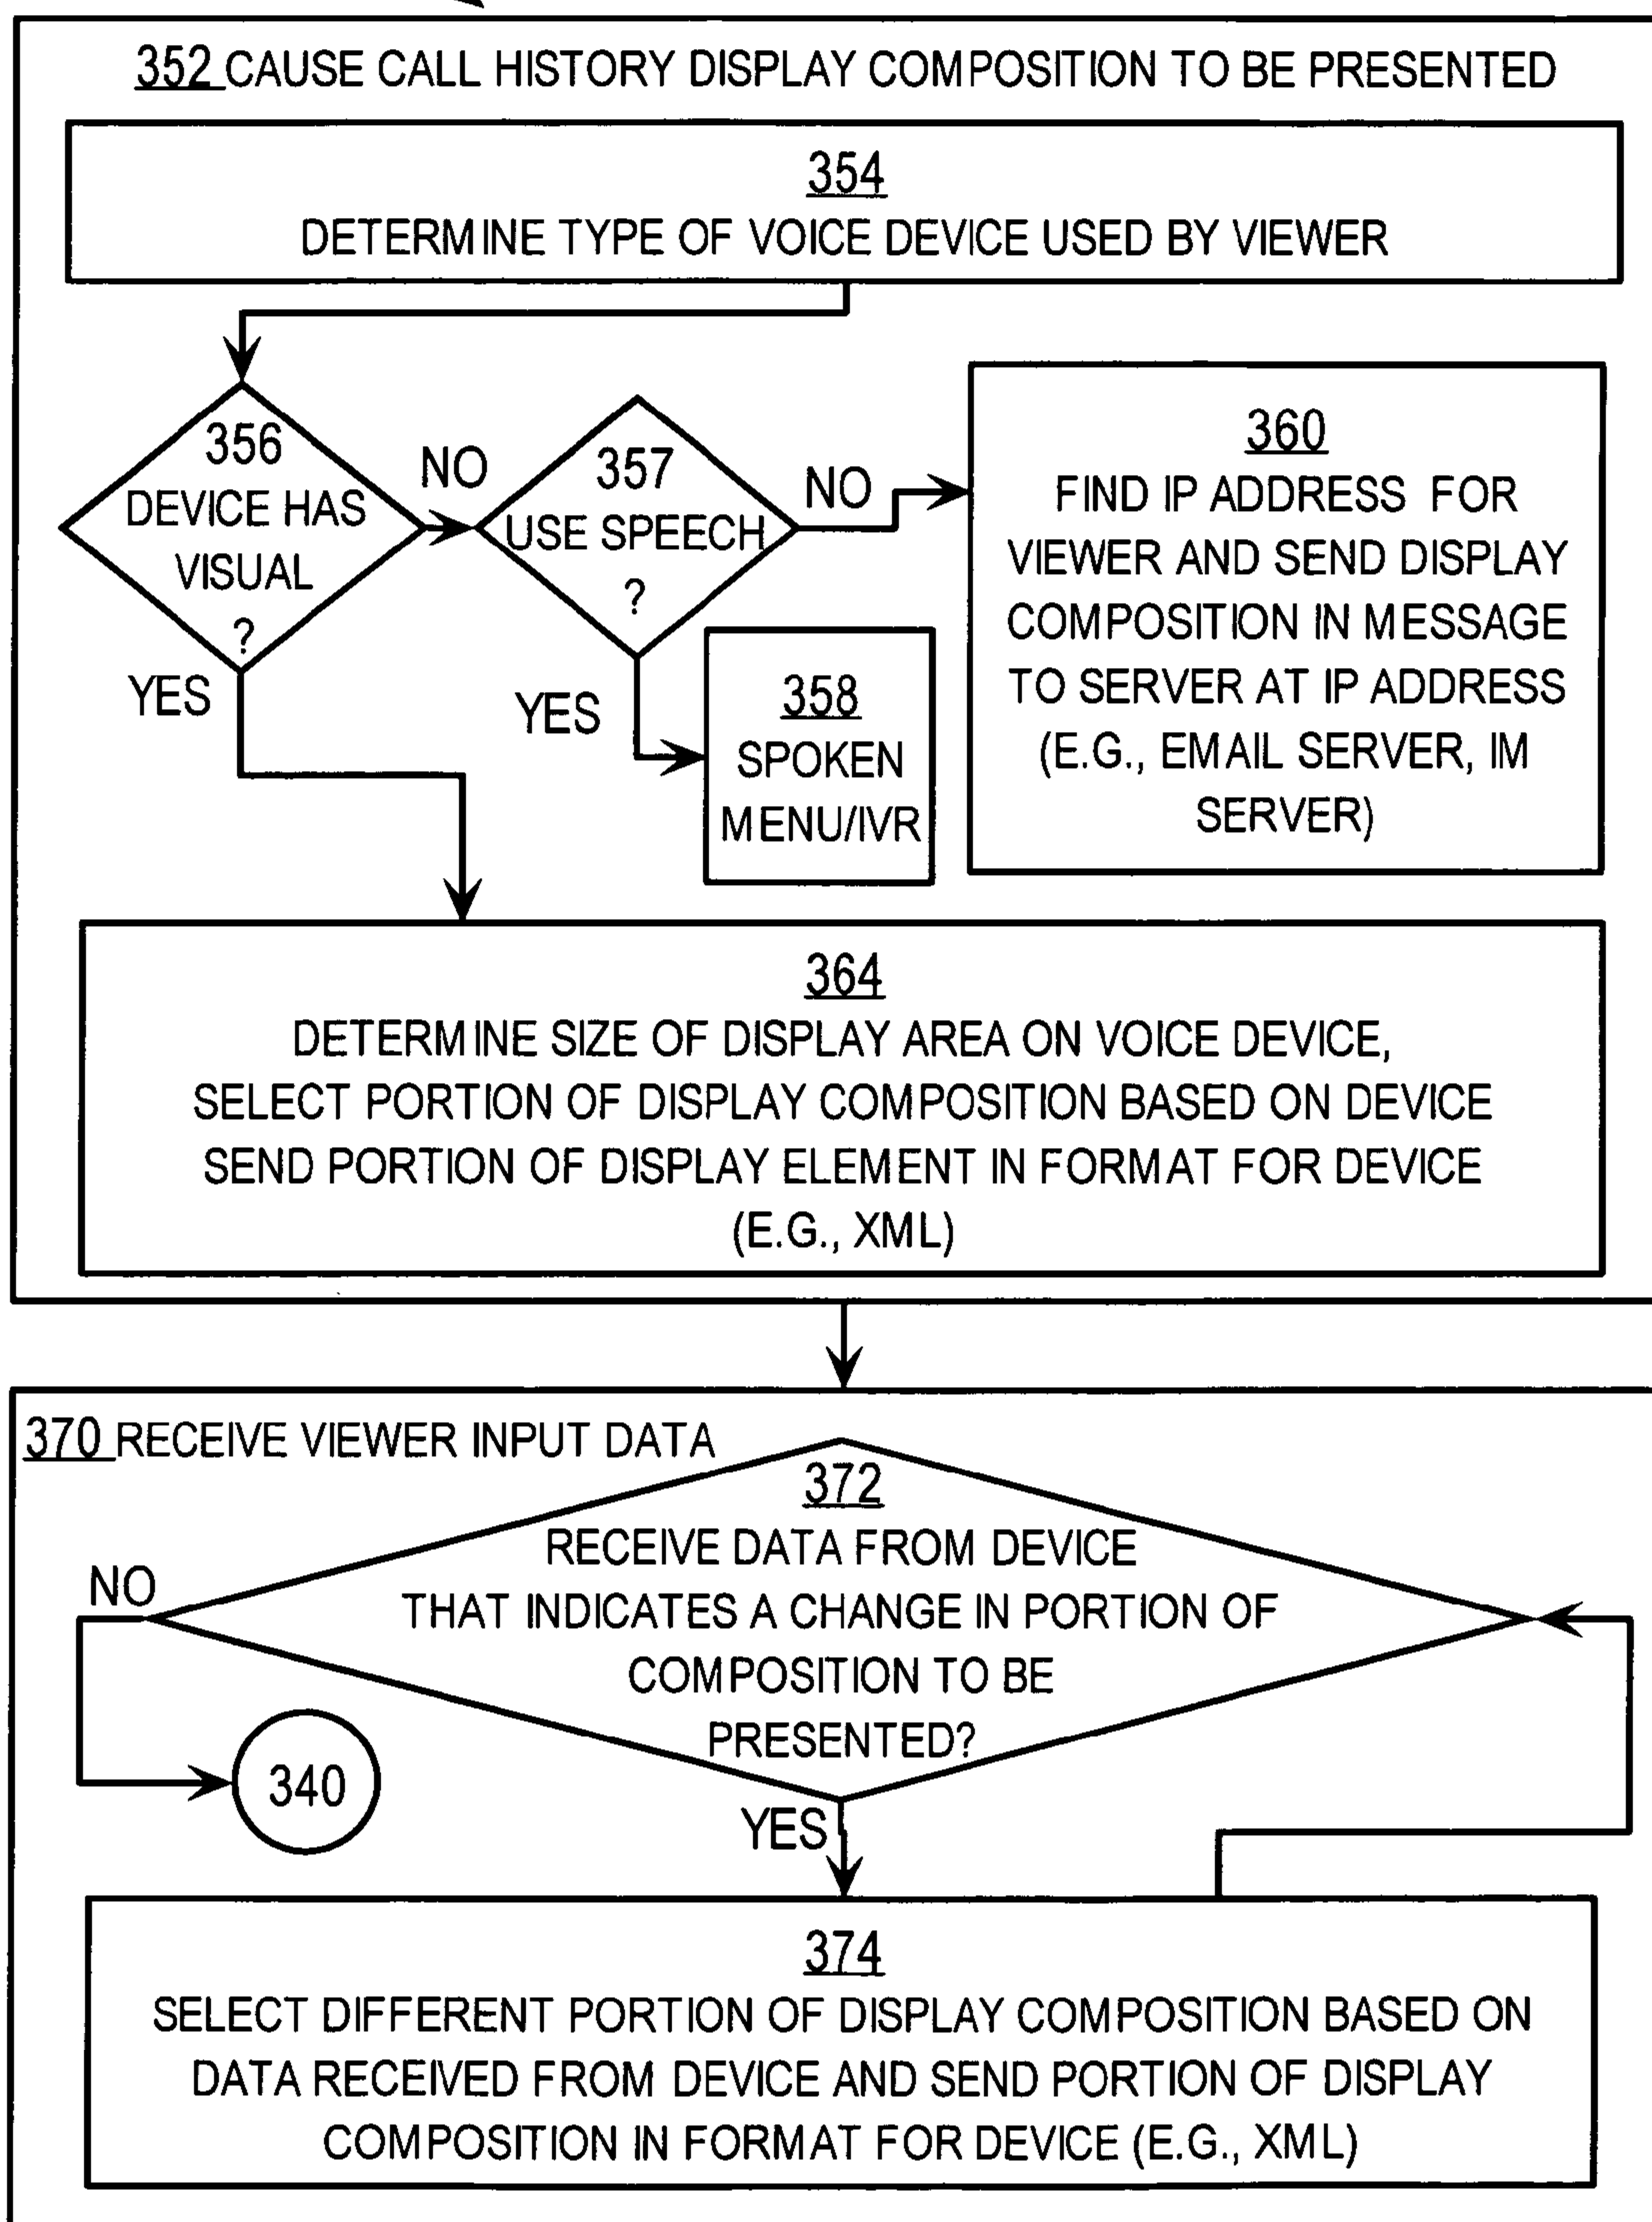 352 CAUSE CALL HISTORY DISPLAY COMPOSITION TO BE PRESENTED
354
DETERMINE TYPE OF VOICE DEVICE USED BY VIEWER
356
DEVICE HAS
VISUAL
?
NO
YES
357
USE SPEECH
?
NO
YES
358
SPOKEN
MENU/IVR
360
FIND IP ADDRESS FOR
VIEWER AND SEND DISPLAY
COMPOSITION IN MESSAGE
TO SERVER AT IP ADDRESS
(E.G., EMAIL SERVER, IM
SERVER)
364
DETERMINE SIZE OF DISPLAY AREA ON VOICE DEVICE,
SELECT PORTION OF DISPLAY COMPOSITION BASED ON DEVICE
SEND PORTION OF DISPLAY ELEMENT IN FORMAT FOR DEVICE
(E.G., XML)
370 RECEIVE VIEWER INPUT DATA
372
RECEIVE DATA FROM DEVICE
THAT INDICATES A CHANGE IN PORTION OF
COMPOSITION TO BE
PRESENTED?
NO
340
YES
374
SELECT DIFFERENT PORTION OF DISPLAY COMPOSITION BASED ON
DATA RECEIVED FROM DEVICE AND SEND PORTION OF DISPLAY
COMPOSITION IN FORMAT FOR DEVICE (E.G., XML)